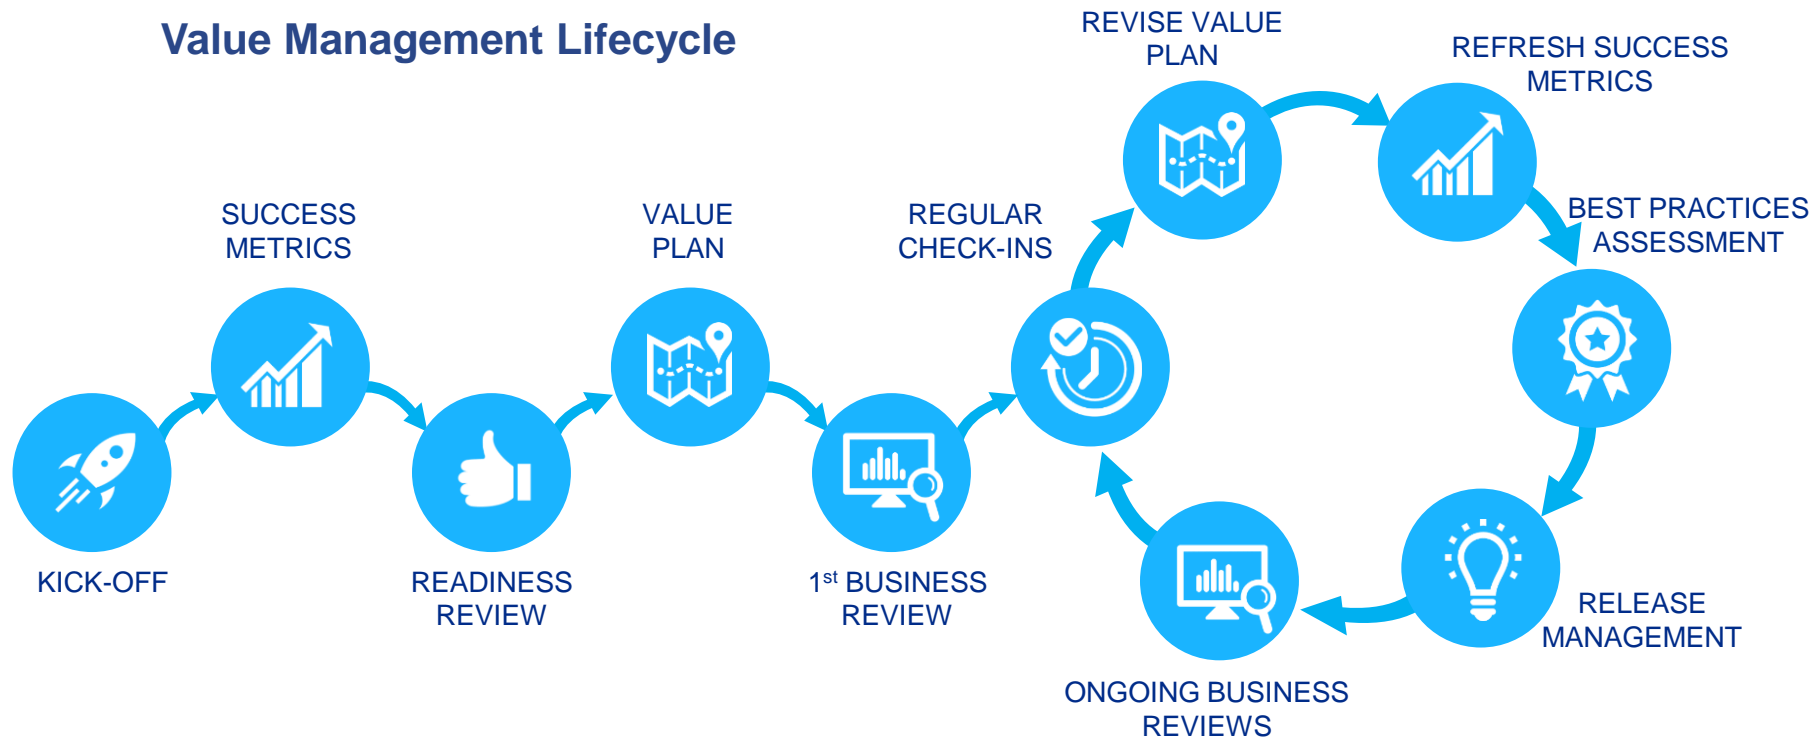 Value Management Lifecycle
KICK-OFF
SUCCESS
METRICS
READINESS
REVIEW
VALUE
PLAN
1st BUSINESS
REVIEW
REGULAR
CHECK-INS
REVISE VALUE
PLAN
REFRESH SUCCESS
METRICS
BEST PRACTICES
ASSESSMENT
RELEASE
MANAGEMENT
ONGOING BUSINESS
REVIEWS